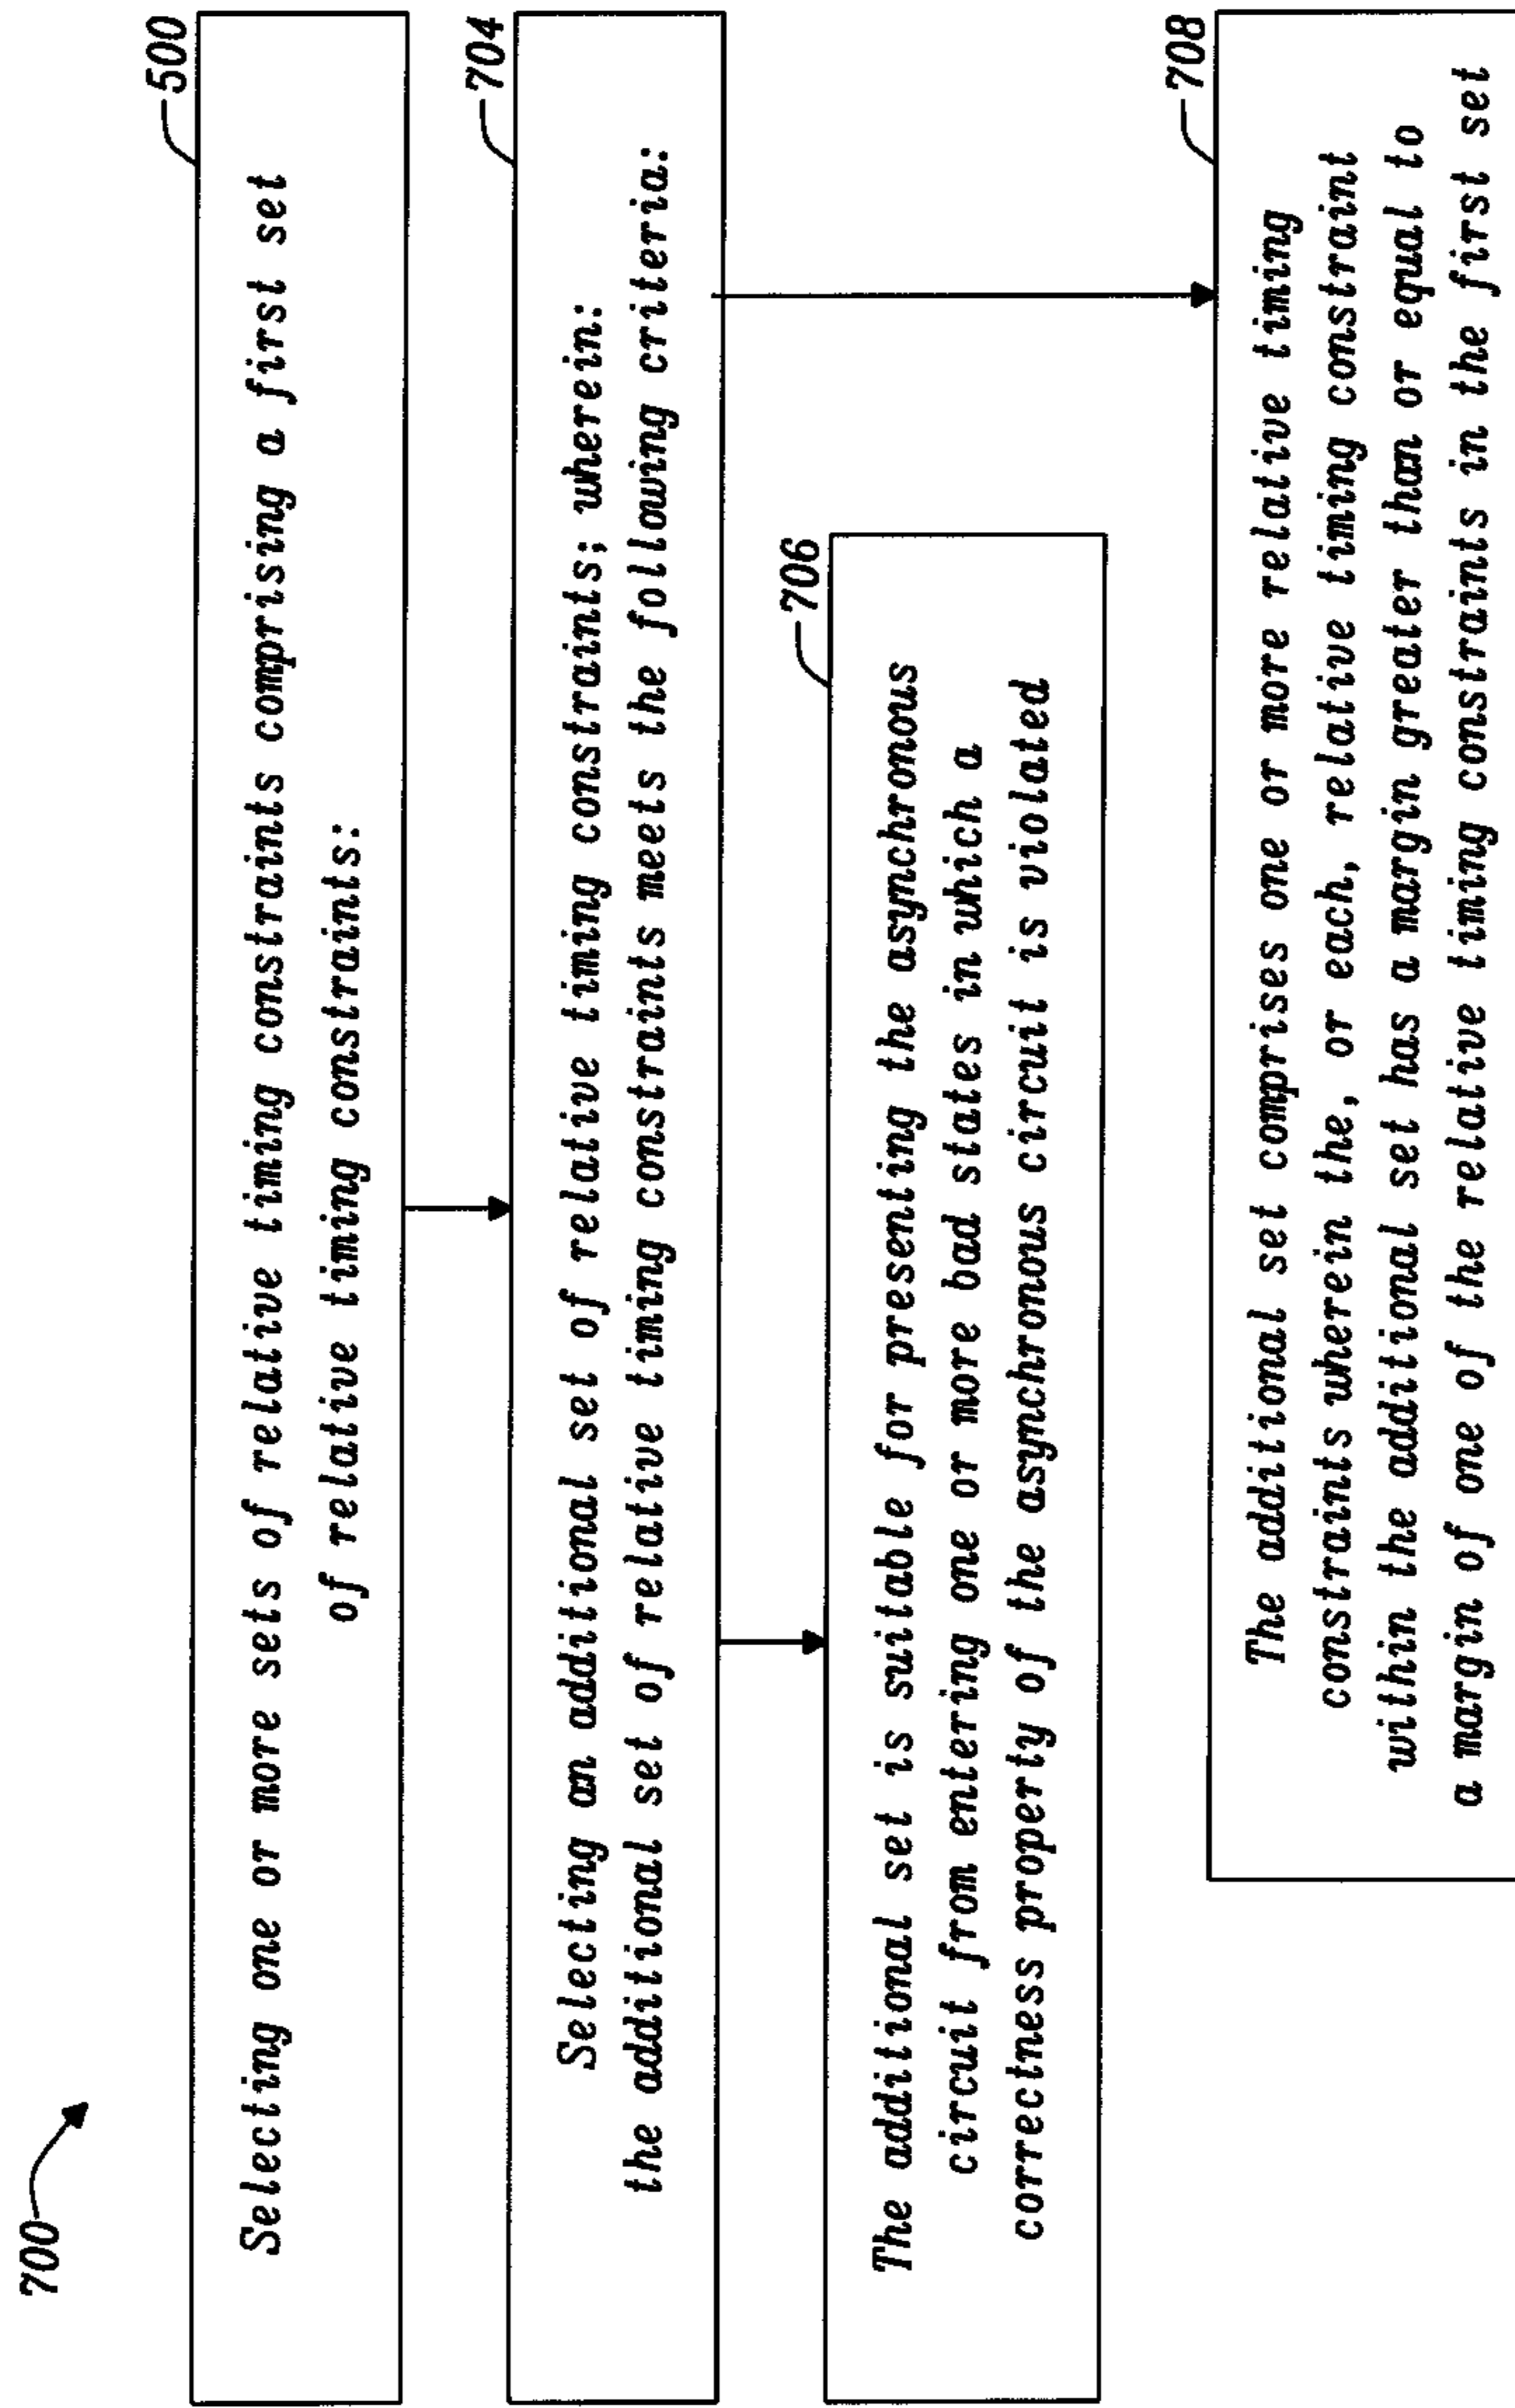 700
500
Selecting one or more sets of relative timing constraints comprising a first set
of relative timing constraints:
704
Selecting an additional set of relative timing constraints; wherein:
the additional set of relative timing constraints meets the following criteria:
706
The additional set is suitable for presenting the asynchronous
circuit from entering one or more bad states in which a
correctness property of the asynchronous circuit is violated
708
The additional set comprises one or more relative timing
constraints wherein the, or each, relative timing constraint
within the additional set has a margin greater than or equal to
a margin of one of the relative timing constraints in the first set